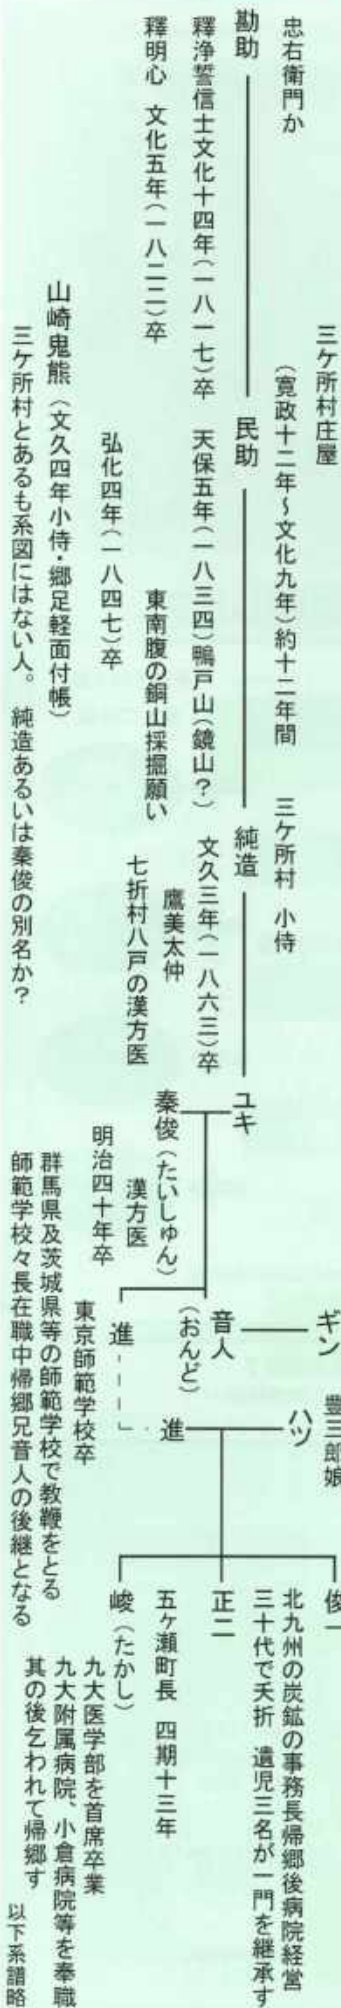 忠右衛門か
勘助
釋浄誓信士文化十四年(一八一七)卒
釋明心 文化五年(一八二二)卒
三ケ所村庄屋
(寛政十二年~文化九年)約十二年間
民助
天保五年(一八三四)鴨戸山(鏡山?)
東南腹の銅山採掘願い
弘化四年(一八四七)卒
山崎鬼熊(文久四年小侍・郷足軽面付帳)
三ケ所村とあるも系図にはない人。 純造あるいは秦俊の別名か?
三ケ所村 小侍
純造
文久三年(一八六三)卒
鷹美太仲
七折村八戸の漢方医
ユキ
秦俊(たいしゅん)
漢方医
明治四十年卒
ギン
音人
(おんど)
進
東京師範学校卒
群馬県及茨城県等の師範学校で教鞭をとる
師範学校々長在職中帰郷兄音人の後継となる
豊三郎娘
ハツ
進
俊一
北九州の炭鉱の事務長帰郷後病院経営
三十代で夭折 遺児三名が一門を継承す
正二
五ケ瀬町長 四期十三年
峻(たかし)
九大医学部を首席卒業
九大附属病院、小倉病院等を奉職
其の後乞われて帰郷す
以下系譜略